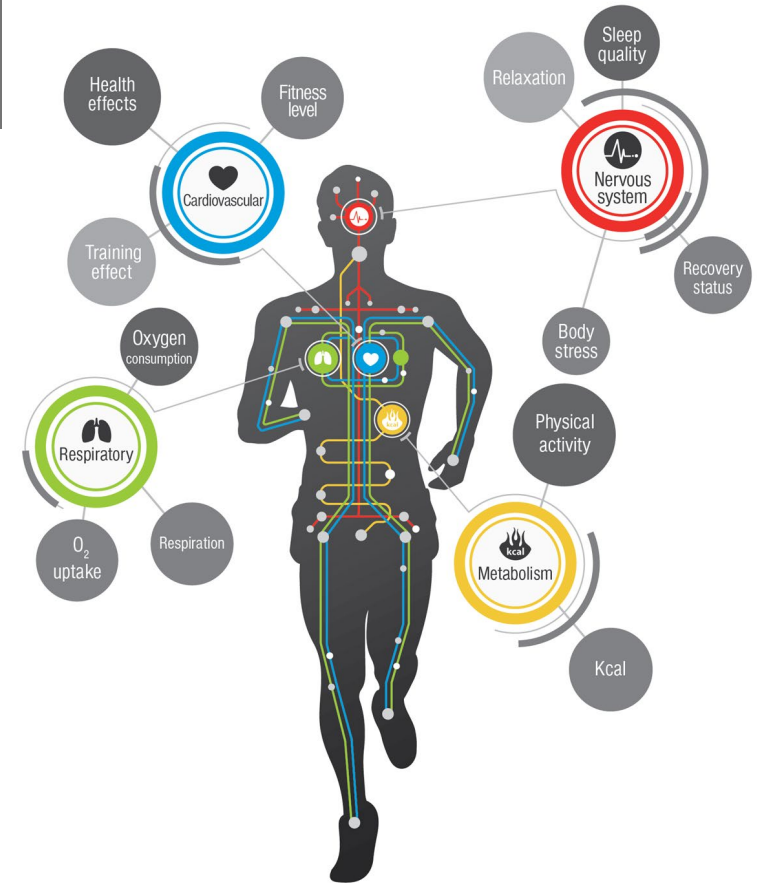 Health
effects
Fitness
level
Cardiovascular
Training
effect
Sleep
quality
Relaxation
Nervous
system
Recovery
status
Body
stress
Oxygen
consumption
Respiratory
O₂
uptake
Respiration
Physical
activity
kcal
Metabolism
Kcal
kcal